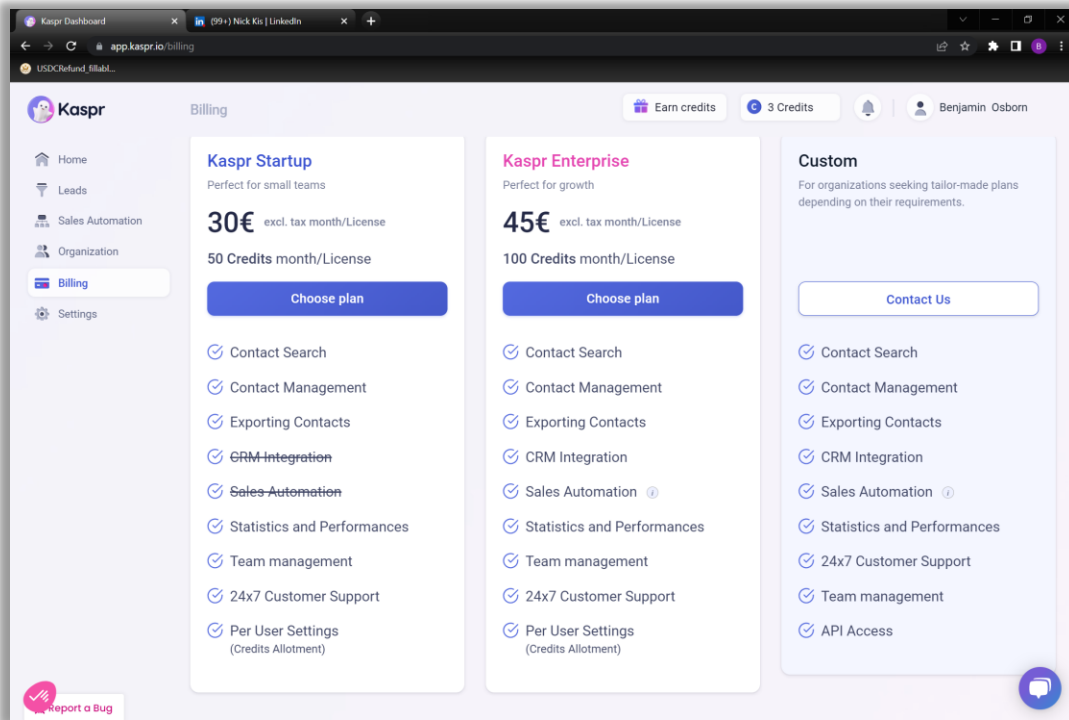 Kaspr Dashboard
(99+) Nick Kis | LinkedIn
app.kaspr.io/billing
B
USDCRefund_fillabl...
Kaspr
Billing
Earn credits
C 3 Credits
Benjamin Osborn
Home
Leads
Sales Automation
Organization
Billing
Settings
Kaspr Startup
Perfect for small teams
30€ excl. tax month/License
50 Credits month/License
Choose plan
Contact Search
Contact Management
Exporting Contacts
CRM Integration
Sales Automation
Statistics and Performances
Team management
24x7 Customer Support
Per User Settings
(Credits Allotment)
Kaspr Enterprise
Perfect for growth
45€ excl. tax month/License
100 Credits month/License
Choose plan
Contact Search
Contact Management
Exporting Contacts
CRM Integration
Sales Automation
Statistics and Performances
Team management
24x7 Customer Support
Per User Settings
(Credits Allotment)
Custom
For organizations seeking tailor-made plans
depending on their requirements.
Contact Us
Contact Search
Contact Management
Exporting Contacts
CRM Integration
Sales Automation
Statistics and Performances
24x7 Customer Support
Team management
API Access
Report a Bug